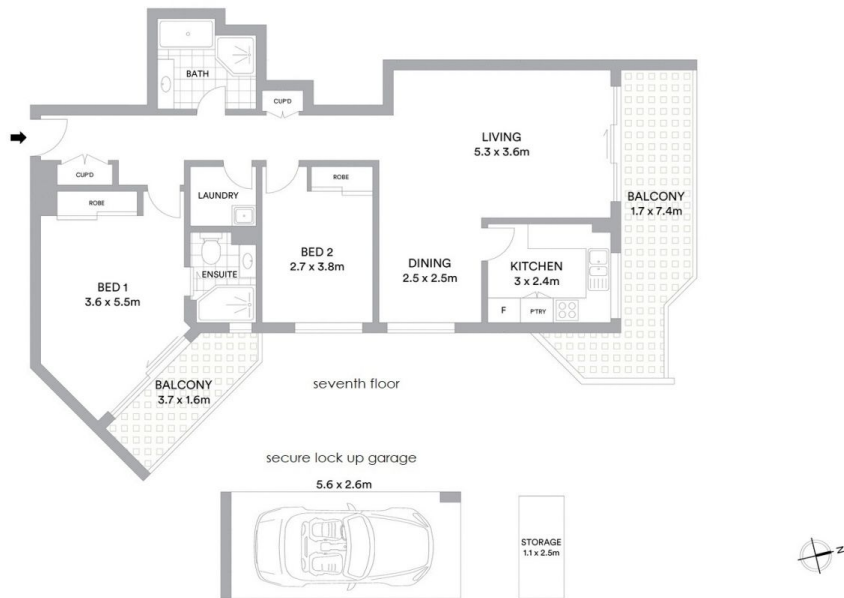 BATH
CUP'D
LIVING
5.3 x 3.6m
CUP'D
ROBE
LAUNDRY
ROBE
BALCONY
1.7 x 7.4m
BED 1
3.6 x 5.5m
ENSUITE
BED 2
2.7 x 3.8m
DINING
2.5 x 2.5m
KITCHEN
3 x 2.4m
F
PTRY
BALCONY
3.7 x 1.6m
seventh floor
secure lock up garage
5.6 x 2.6m
STORAGE
1.1 x 2.5m
N